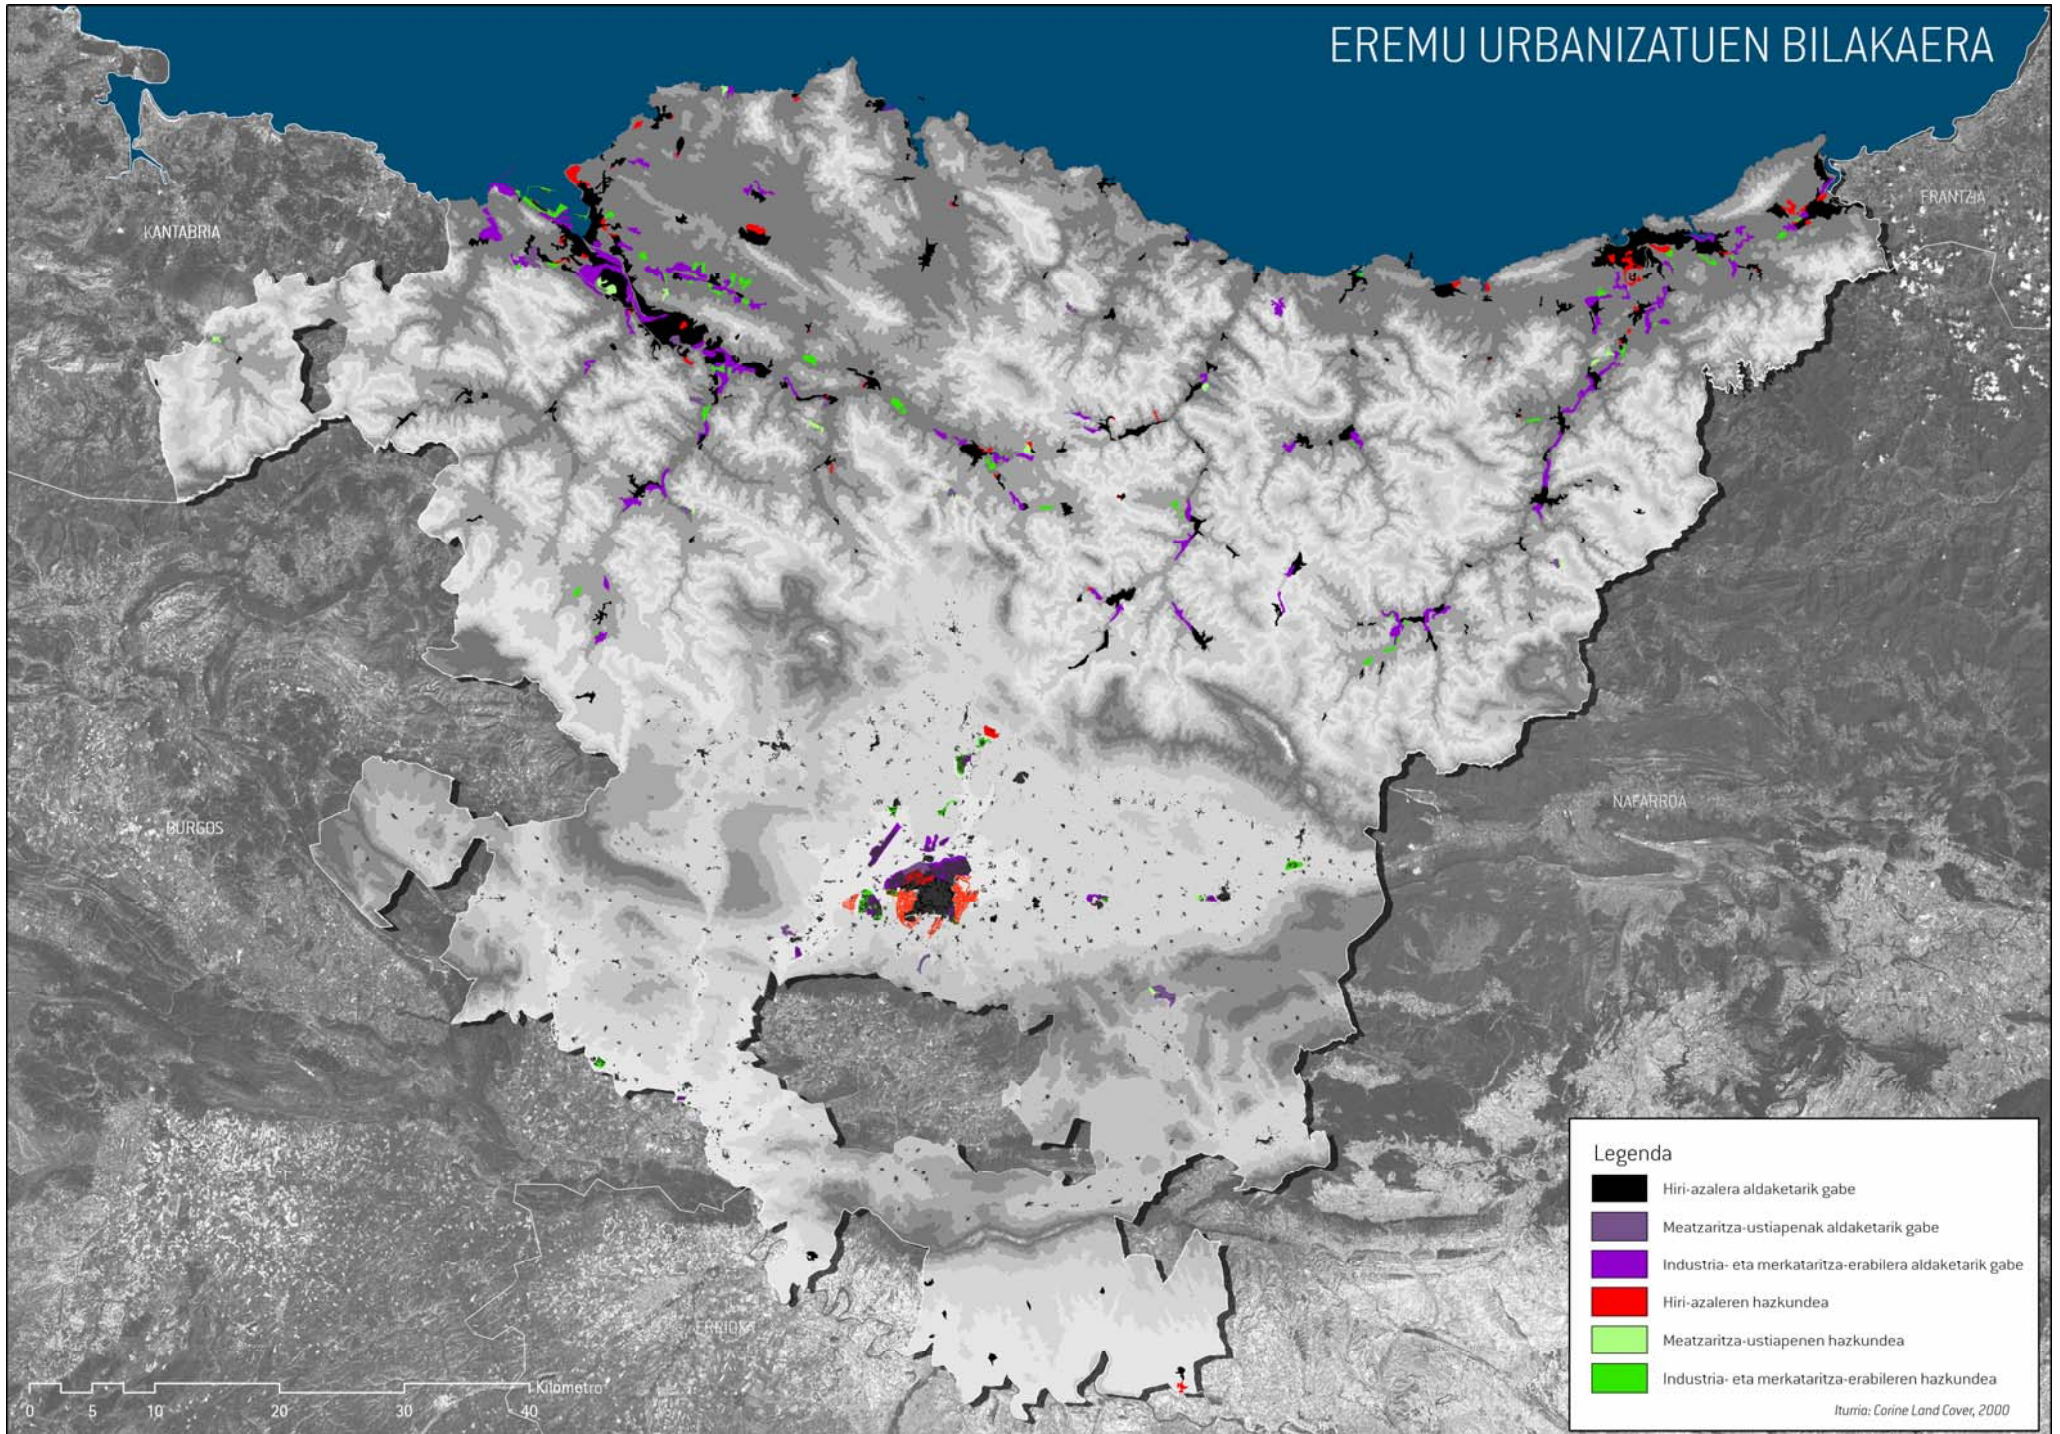 EREMU URBANIZATUEN BILAKAERA
KANTABRIA
FRANTZIA
BURGOS
NAFARROA
ERRIOXA
Kilometro
0 5 10 20 30 40
Legenda
Hiri-azalera aldaketarik gabe
Meatzaritza-ustiapenak aldaketarik gabe
Industria- eta merkataritza-erabilera aldaketarik gabe
Hiri-azaleren hazkundea
Meatzaritza-ustiapenen hazkundea
Industria- eta merkataritza-erabileren hazkundea
Iturria: Corine Land Cover, 2000